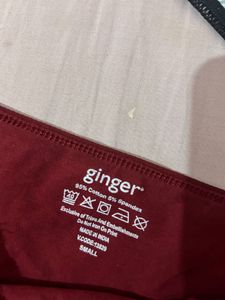 ginger®
95% Cotton 5% Spandex
Exclusive of Trims And Embellishments
Do Not Iron On Print
MADE IN INDIA
SMALL